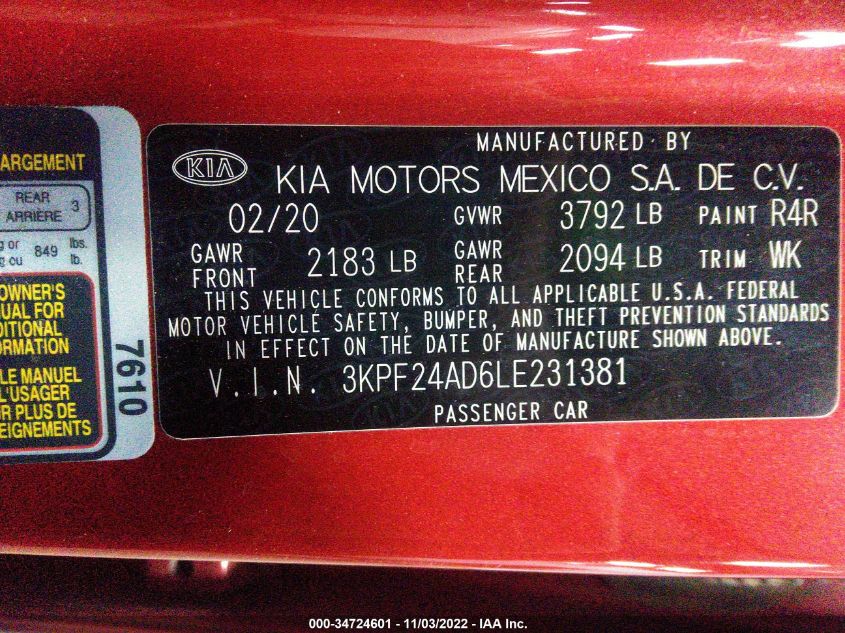 ARGEMENT
REAR
ARRIÈRE 3
g or
g ou 849 lbs.
lb.
OWNER'S
UAL FOR
DITIONAL
ORMATION
LE MANUEL
L'USAGER
R PLUS DE
EIGNEMENTS
7610
MANUFACTURED BY
KIA
KIA MOTORS MEXICO S.A. DE C.V.
02/20 GVWR 3792 LB PAINT R4R
GAWR FRONT 2183 LB GAWR REAR 2094 LB TRIM WK
THIS VEHICLE CONFORMS TO ALL APPLICABLE U.S.A. FEDERAL
MOTOR VEHICLE SAFETY, BUMPER, AND THEFT PREVENTION STANDARDS
IN EFFECT ON THE DATE OF MANUFACTURE SHOWN ABOVE.
V.I.N. 3KPF24AD6LE231381
PASSENGER CAR
000-34724601 - 11/03/2022 - IAA Inc.